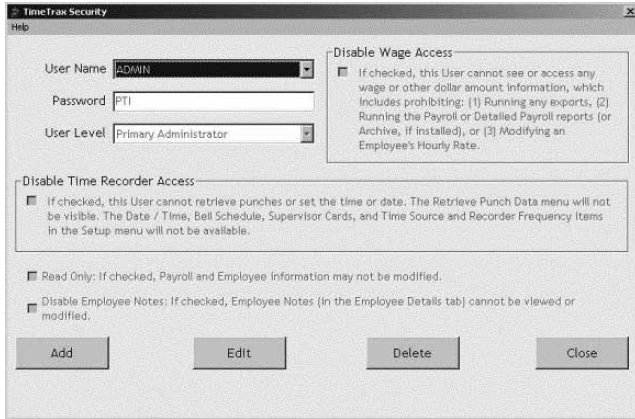 TimeTrax Security
Help
User Name ADMIN
Password PTI
User Level Primary Administrator
Disable Wage Access
If checked, this User cannot see or access any
wage or other dollar amount information, which
includes prohibiting: (1) Running any exports, (2)
Running the Payroll or Detailed Payroll reports (or
Archive, if installed), or (3) Modifying an
Employee's Hourly Rate.
Disable Time Recorder Access
If checked, this User cannot retrieve punches or set the time or date. The Retrieve Punch Data menu will not
be visible. The Date / Time, Bell Schedule, Supervisor Cards, and Time Source and Recorder Frequency items
in the Setup menu will not be available.
Read Only: If checked, Payroll and Employee information may not be modified.
Disable Employee Notes: If checked, Employee Notes (in the Employee Details tab) cannot be viewed or
modified.
Add
Edit
Delete
Close